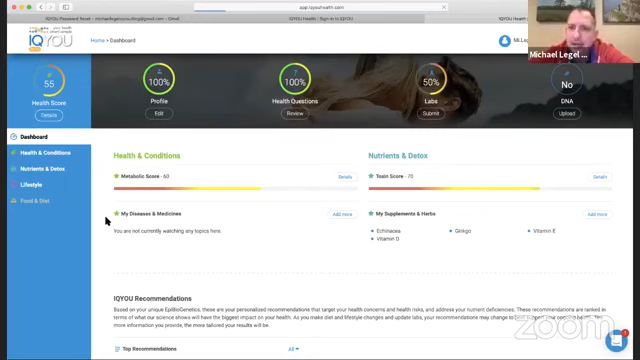 app.iqyouhealth.com
IQYOU Password Reset
IQYOU Health | Sign in to IQYOU
IQYOU Health
IQYOU
Home > Dashboard
Michael Legel
55
Health Score
Details
100%
Profile
Edit
100%
Health Questions
Review
50%
Labs
Submit
No
DNA
Upload
Dashboard
Health & Conditions
Nutrients & Detox
Lifestyle
Food & Diet
Health & Conditions
Metabolic Score - 60
Details
My Diseases & Medicines
Add more
You are not currently watching any topics here.
Nutrients & Detox
Toxin Score - 70
Details
My Supplements & Herbs
Add more
Echinacea
Ginkgo
Vitamin E
Vitamin D
IQYOU Recommendations
Based on your unique EpiBioGenetics, these are your personalized recommendations that target your health concerns and health risks, and address your nutrient deficiencies. These recommendations are ranked in
terms of what our science shows will have the biggest impact on your health. As you make diet and lifestyle changes and update labs, your recommendations may change to
more information you provide, the more tailored your results will be.
Top Recommendations
All
zoom